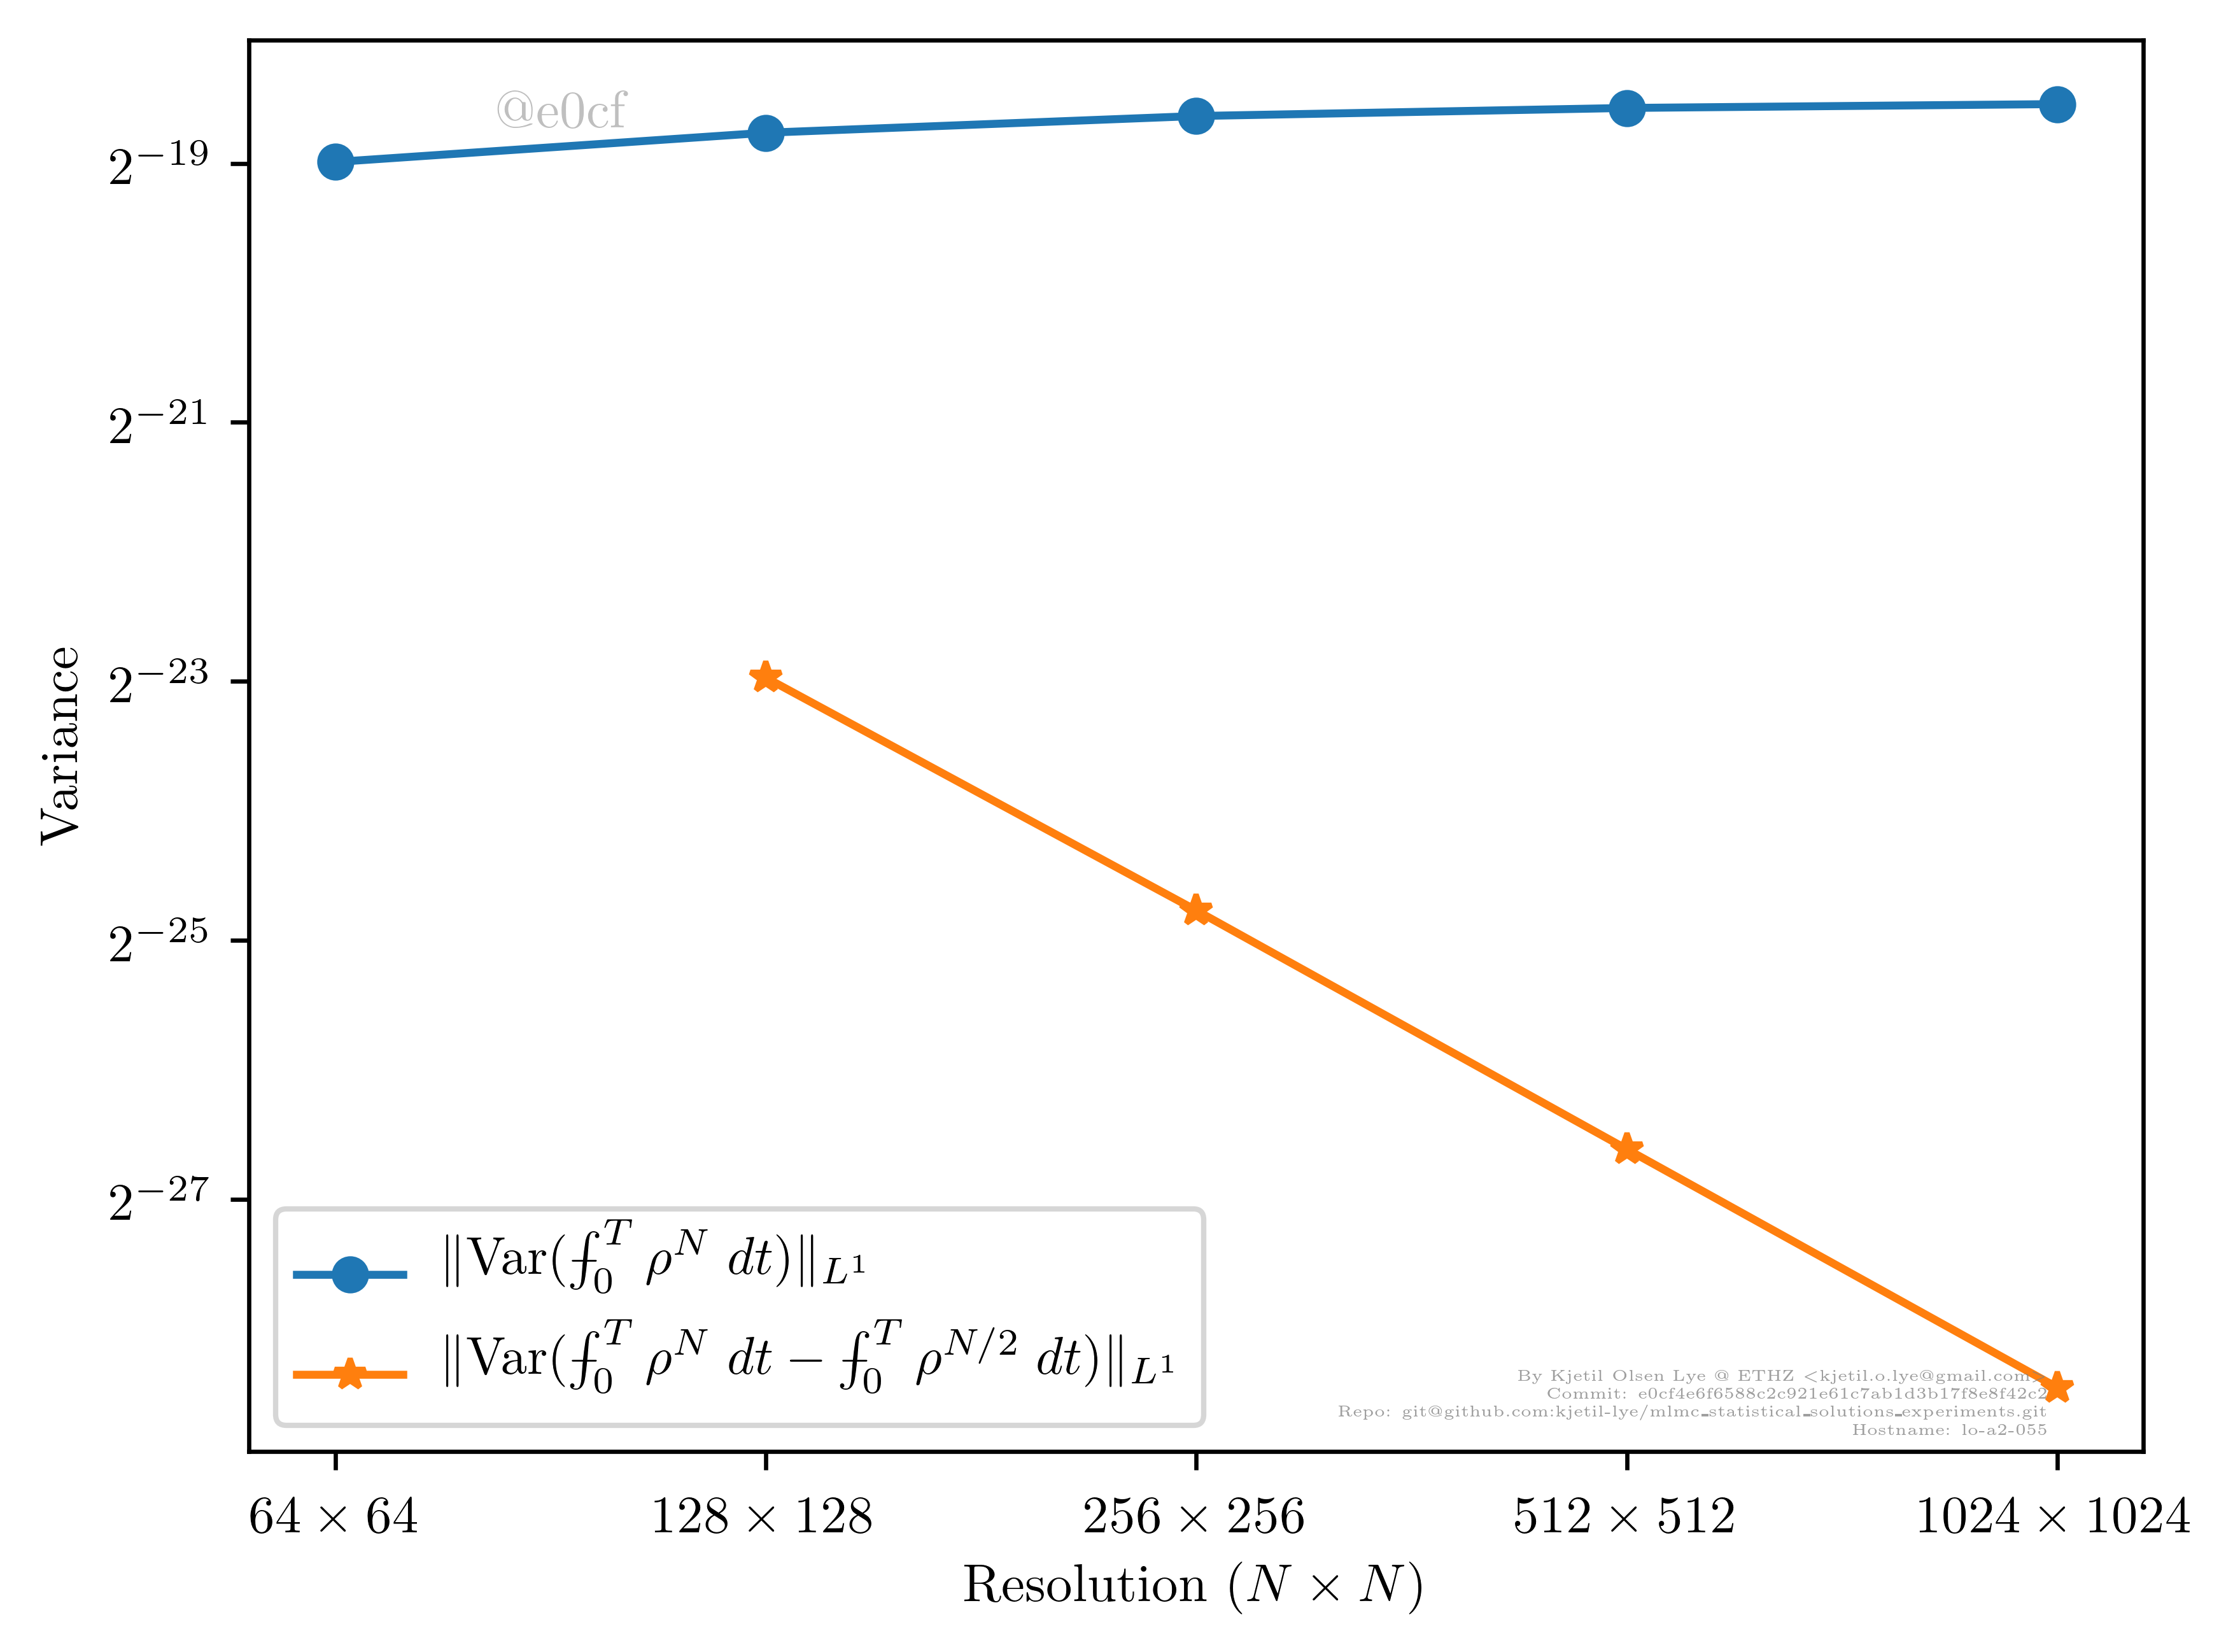 @e0cf
2^{-19}
2^{-21}
2^{-23}
2^{-25}
2^{-27}
Variance
‖Var(⨍_0^T ρ^N dt)‖_{L^1}
‖Var(⨍_0^T ρ^N dt − ⨍_0^T ρ^{N/2} dt)‖_{L^1}
By Kjetil Olsen Lye @ ETHZ <kjetil.o.lye@gmail.com>
Commit: e0cf4e6f6588c2c921e61c7ab1d3b17f8e8f42c2
Repo: git@github.com:kjetil-lye/mlmc_statistical_solutions_experiments.git
Hostname: lo-a2-055
64 × 64
128 × 128
256 × 256
512 × 512
1024 × 1024
Resolution (N × N)